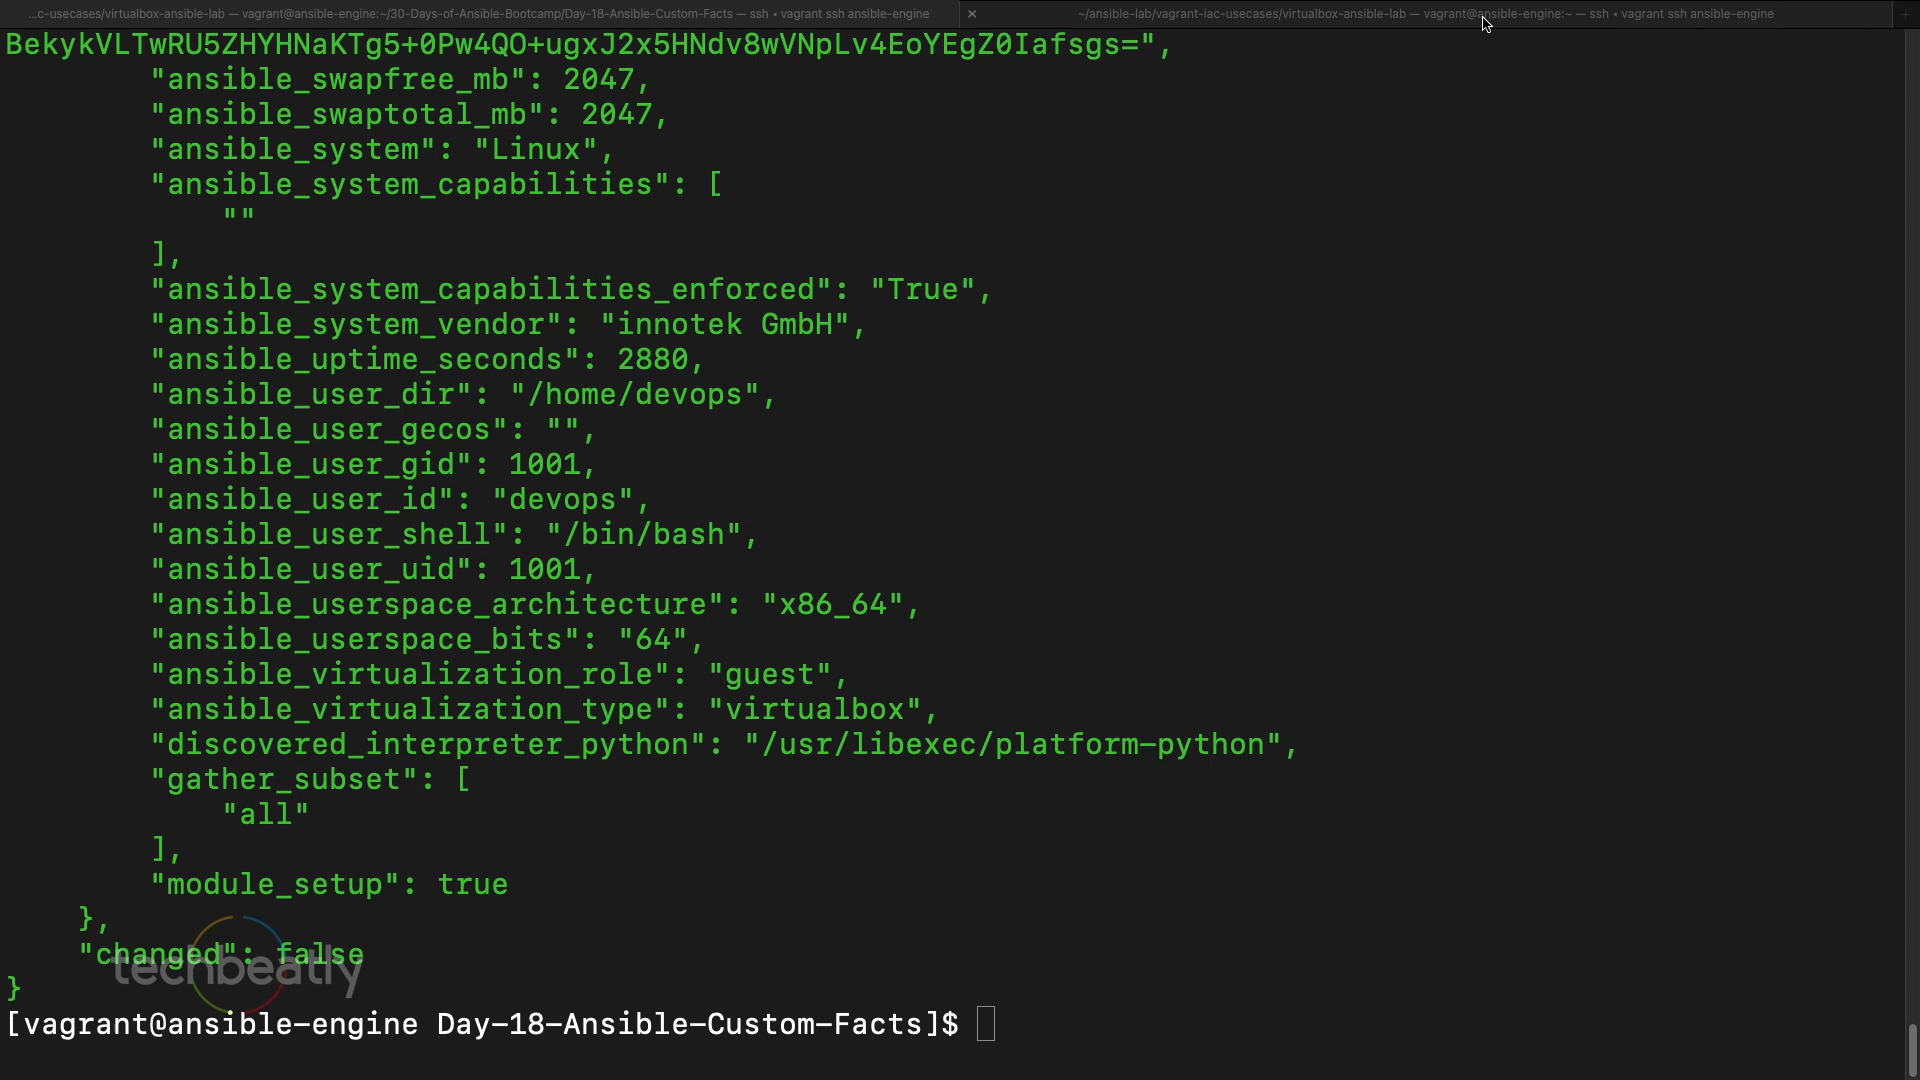 ...c-usecases/virtualbox-ansible-lab — vagrant@ansible-engine:~/30-Days-of-Ansible-Bootcamp/Day-18-Ansible-Custom-Facts — ssh • vagrant ssh ansible-engine
~/ansible-lab/vagrant-iac-usecases/virtualbox-ansible-lab — vagrant@ansible-engine:~ — ssh • vagrant ssh ansible-engine
BekykVLTwRU5ZHYHNaKTg5+0Pw4QO+ugxJ2x5HNdv8wVNpLv4EoYEgZ0Iafsgs=",
"ansible_swapfree_mb": 2047,
"ansible_swaptotal_mb": 2047,
"ansible_system": "Linux",
"ansible_system_capabilities": [
""
],
"ansible_system_capabilities_enforced": "True",
"ansible_system_vendor": "innotek GmbH",
"ansible_uptime_seconds": 2880,
"ansible_user_dir": "/home/devops",
"ansible_user_gecos": "",
"ansible_user_gid": 1001,
"ansible_user_id": "devops",
"ansible_user_shell": "/bin/bash",
"ansible_user_uid": 1001,
"ansible_userspace_architecture": "x86_64",
"ansible_userspace_bits": "64",
"ansible_virtualization_role": "guest",
"ansible_virtualization_type": "virtualbox",
"discovered_interpreter_python": "/usr/libexec/platform-python",
"gather_subset": [
"all"
],
"module_setup": true
},
"changed": false
techbeatly
}
[vagrant@ansible-engine Day-18-Ansible-Custom-Facts]$